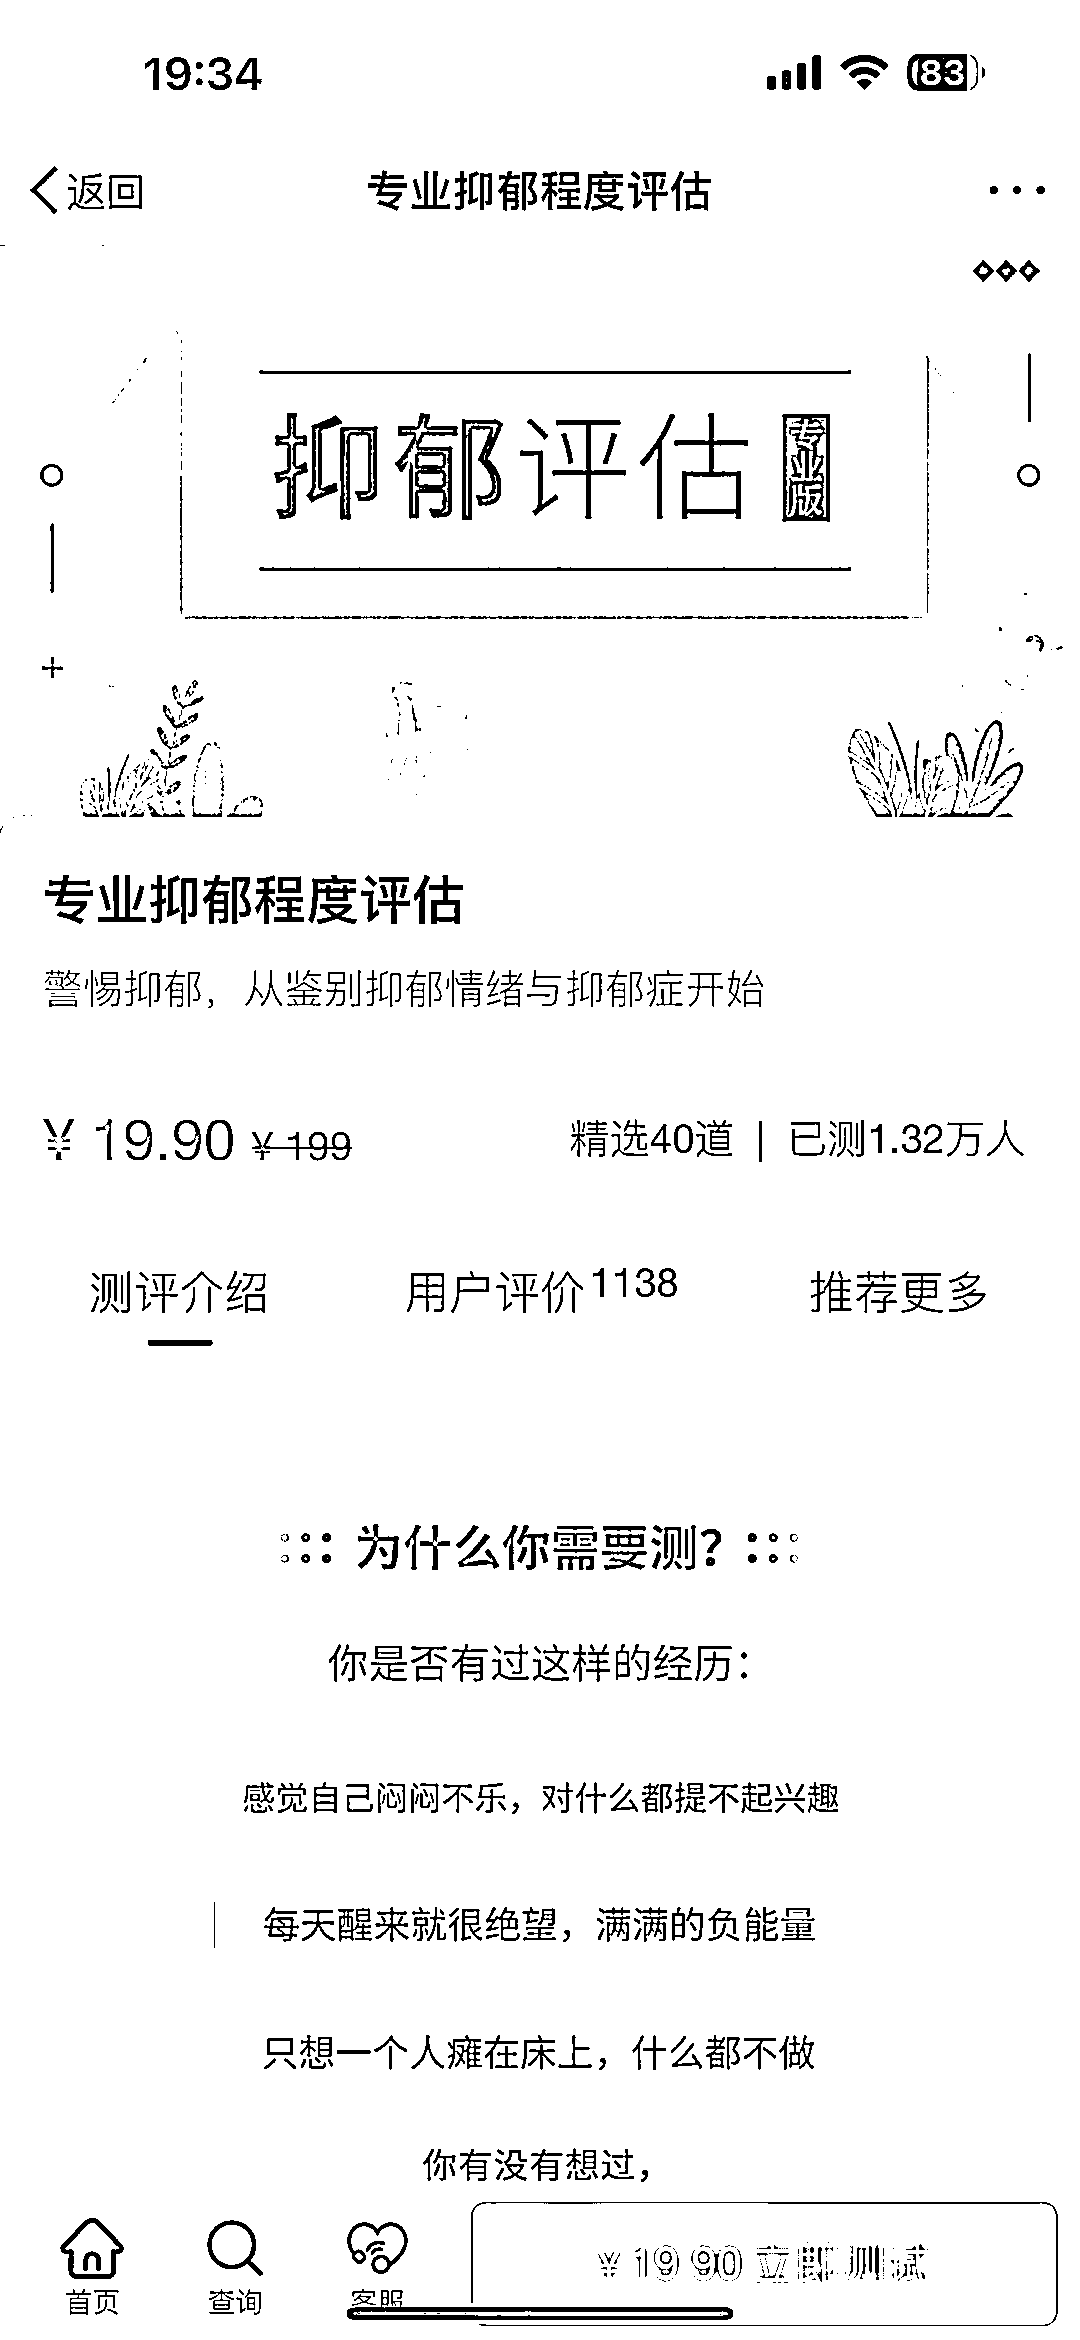 19:34
83
返回
专业抑郁程度评估
抑郁评估 专业版
专业抑郁程度评估
警惕抑郁，从鉴别抑郁情绪与抑郁症开始
¥ 19.90 ¥ 199
精选40道 | 已测1.32万人
测评介绍 用户评价1138 推荐更多
为什么你需要测？
你是否有过这样的经历：
感觉自己闷闷不乐，对什么都提不起兴趣
每天醒来就很绝望，满满的负能量
只想一个人瘫在床上，什么都不做
你有没有想过，
¥ 19.90 立即测试
首页 查询 客服